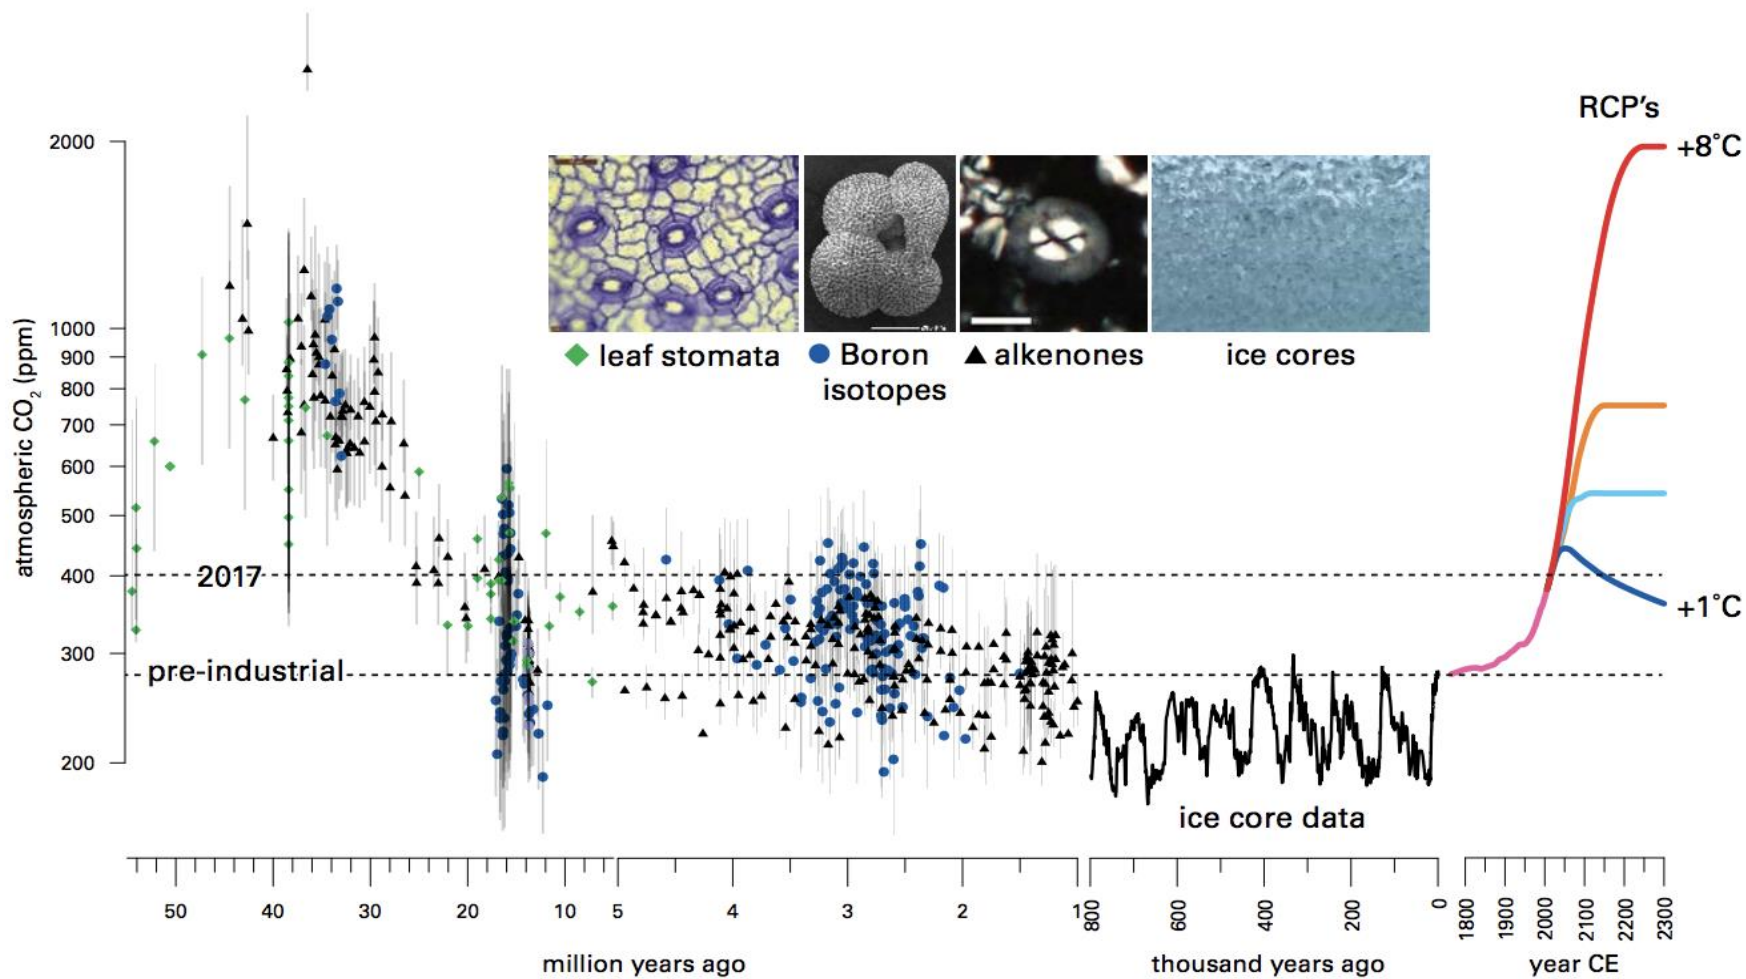 RCP's
2000
+8°C
1000
900
800
700
600
500
400
300
200
atmospheric CO2 (ppm)
leaf stomata
Boron
isotopes
alkenones
ice cores
2017
+1°C
pre-industrial
ice core data
50 40 30 20 10 5 4 3 2 1
800 600 400 200 0
1800 1900 2000 2100 2200 2300
million years ago
thousand years ago
year CE